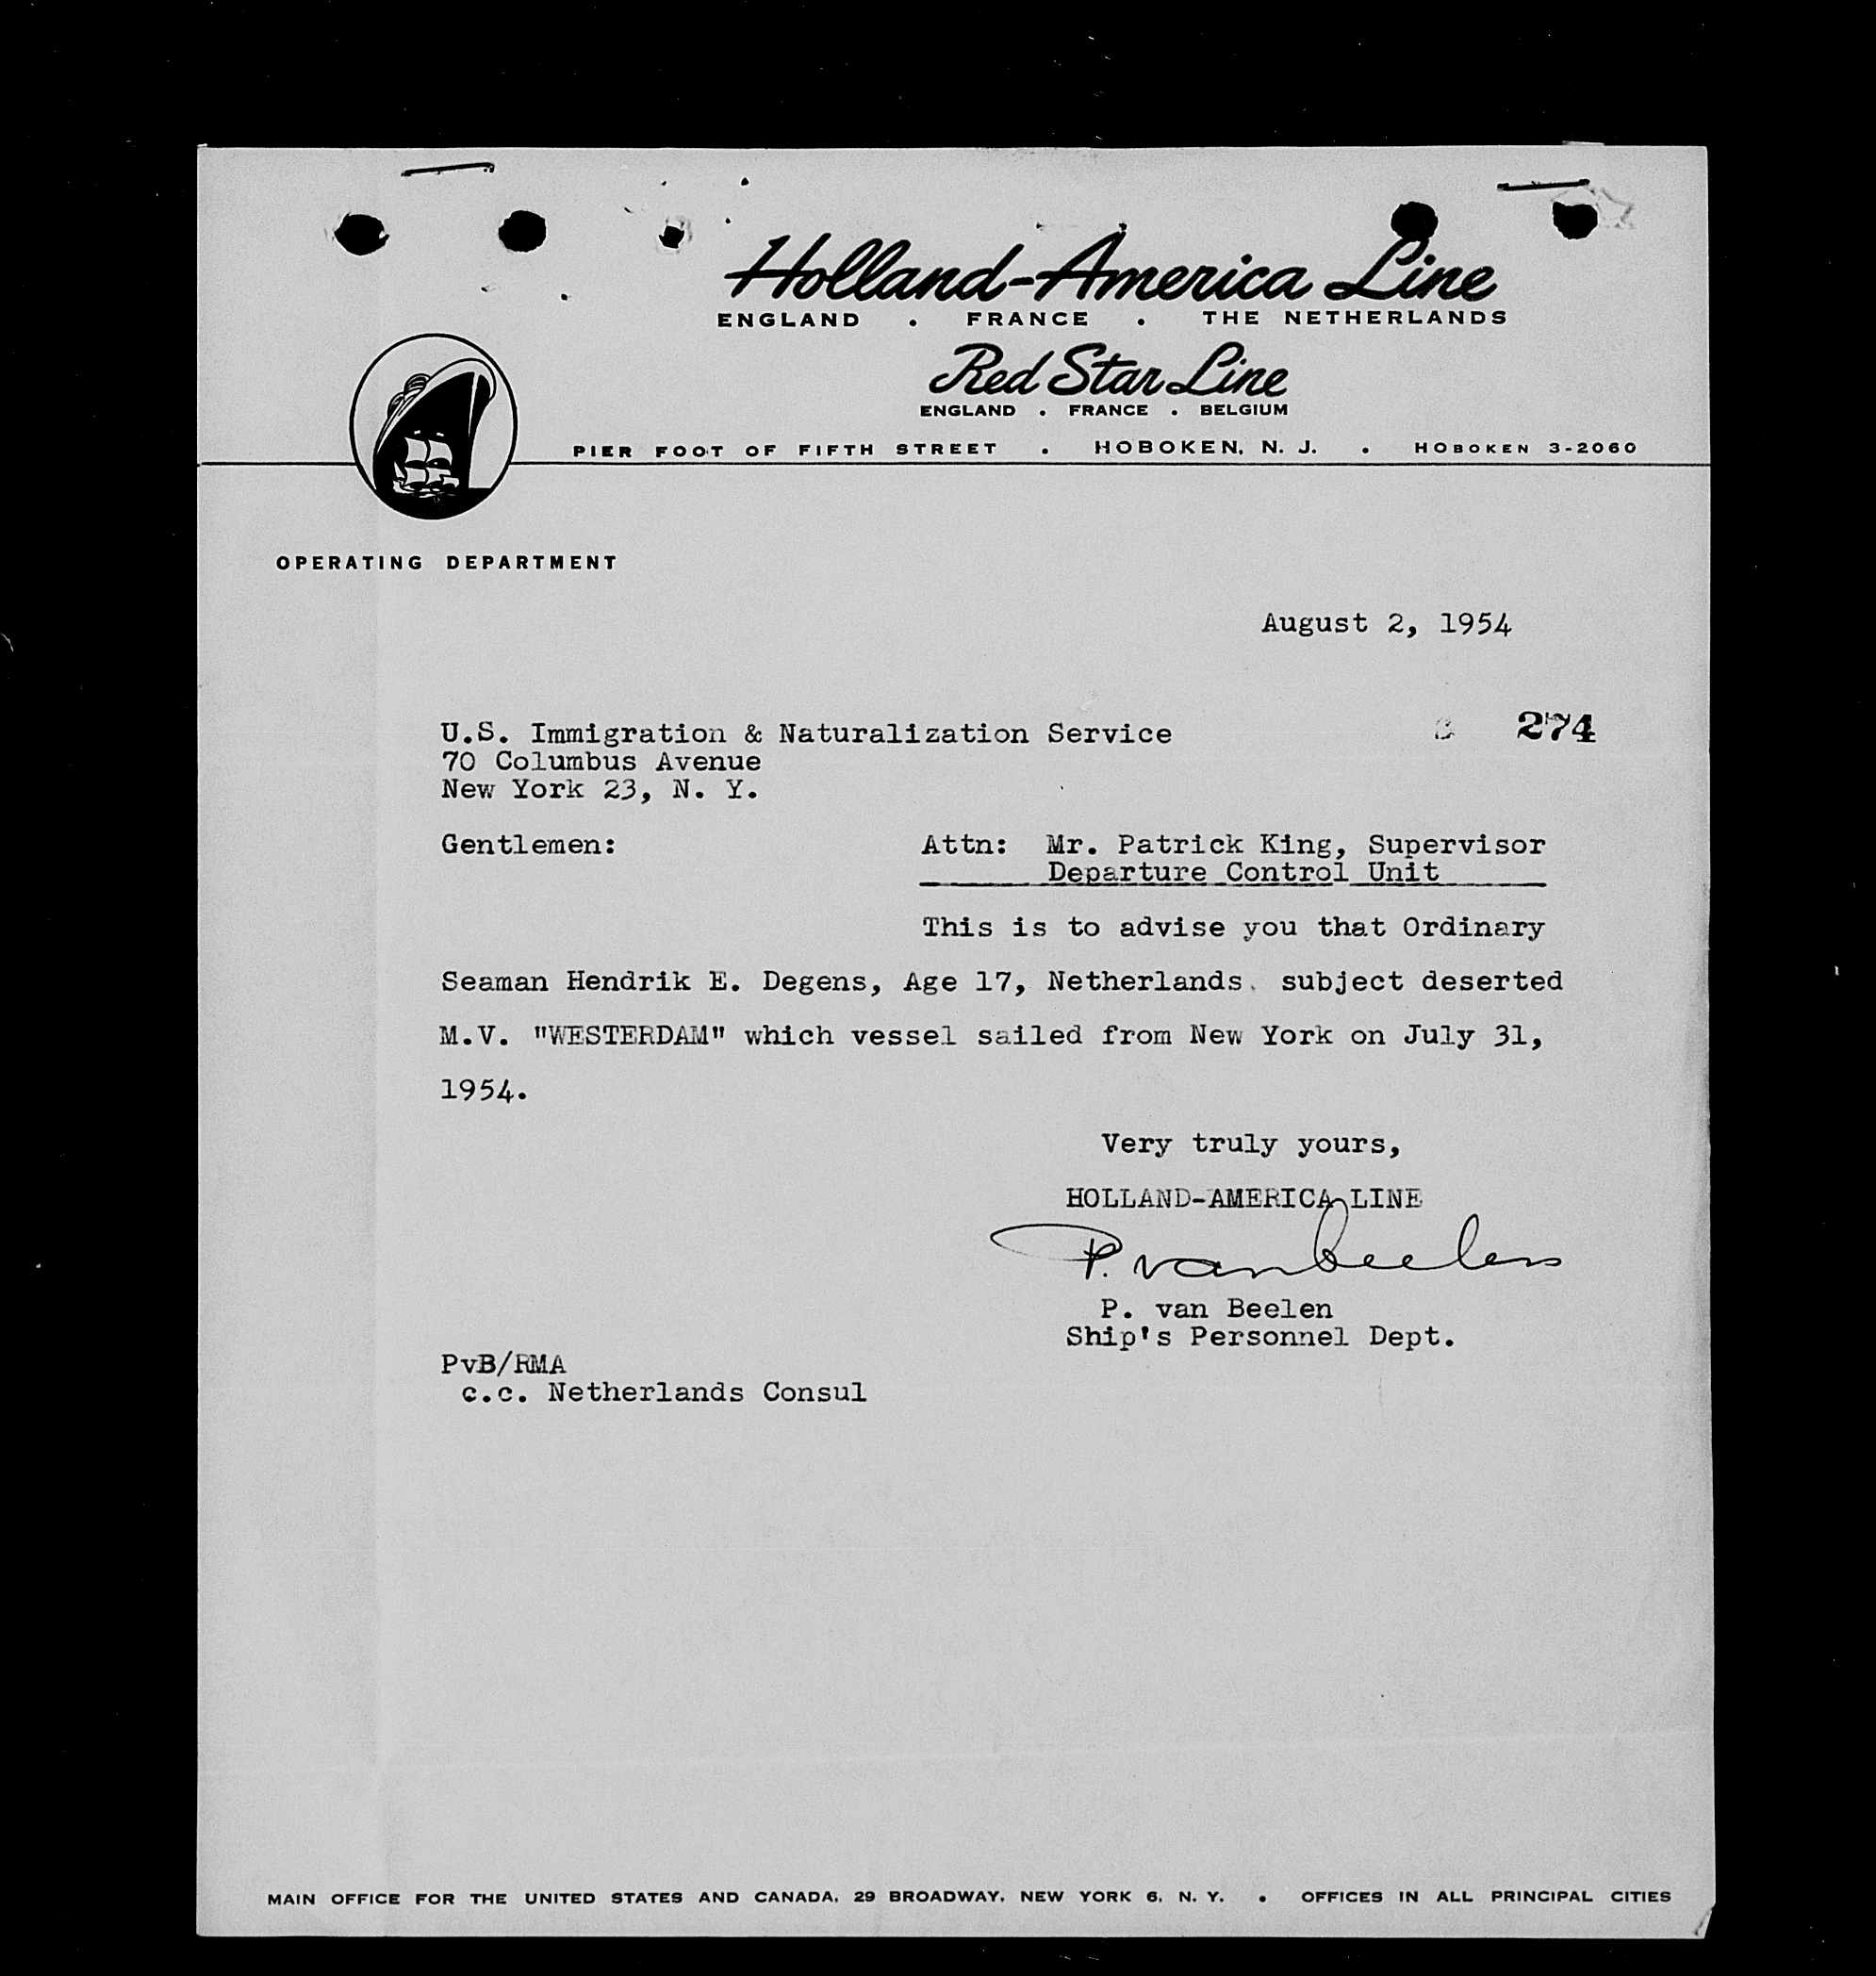 Holland-America Line
ENGLAND . FRANCE . THE NETHERLANDS
Red Star Line
ENGLAND . FRANCE . BELGIUM
PIER FOOT OF FIFTH STREET . HOBOKEN, N. J. . HOBOKEN 3-2060
OPERATING DEPARTMENT
August 2, 1954
274
U.S. Immigration & Naturalization Service
70 Columbus Avenue
New York 23, N. Y.
Gentlemen: Attn: Mr. Patrick King, Supervisor
Departure Control Unit
This is to advise you that Ordinary
Seaman Hendrik E. Degens, Age 17, Netherlands. subject deserted
M.V. "WESTERDAM" which vessel sailed from New York on July 31,
1954.
Very truly yours,
HOLLAND-AMERICA LINE
P. van Beelen
P. van Beelen
Ship's Personnel Dept.
PvB/RMA
c.c. Netherlands Consul
MAIN OFFICE FOR THE UNITED STATES AND CANADA, 29 BROADWAY, NEW YORK 6, N. Y. • OFFICES IN ALL PRINCIPAL CITIES